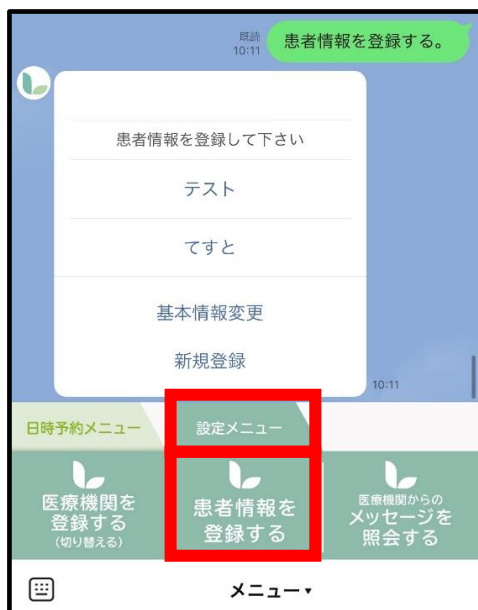 既読
10:11
患者情報を登録する。
患者情報を登録して下さい
テスト
てすと
基本情報変更
新規登録
10:11
日時予約メニュー
設定メニュー
医療機関を
登録する
(切り替える)
患者情報を
登録する
医療機関からの
メッセージを
照会する
メニュー▾